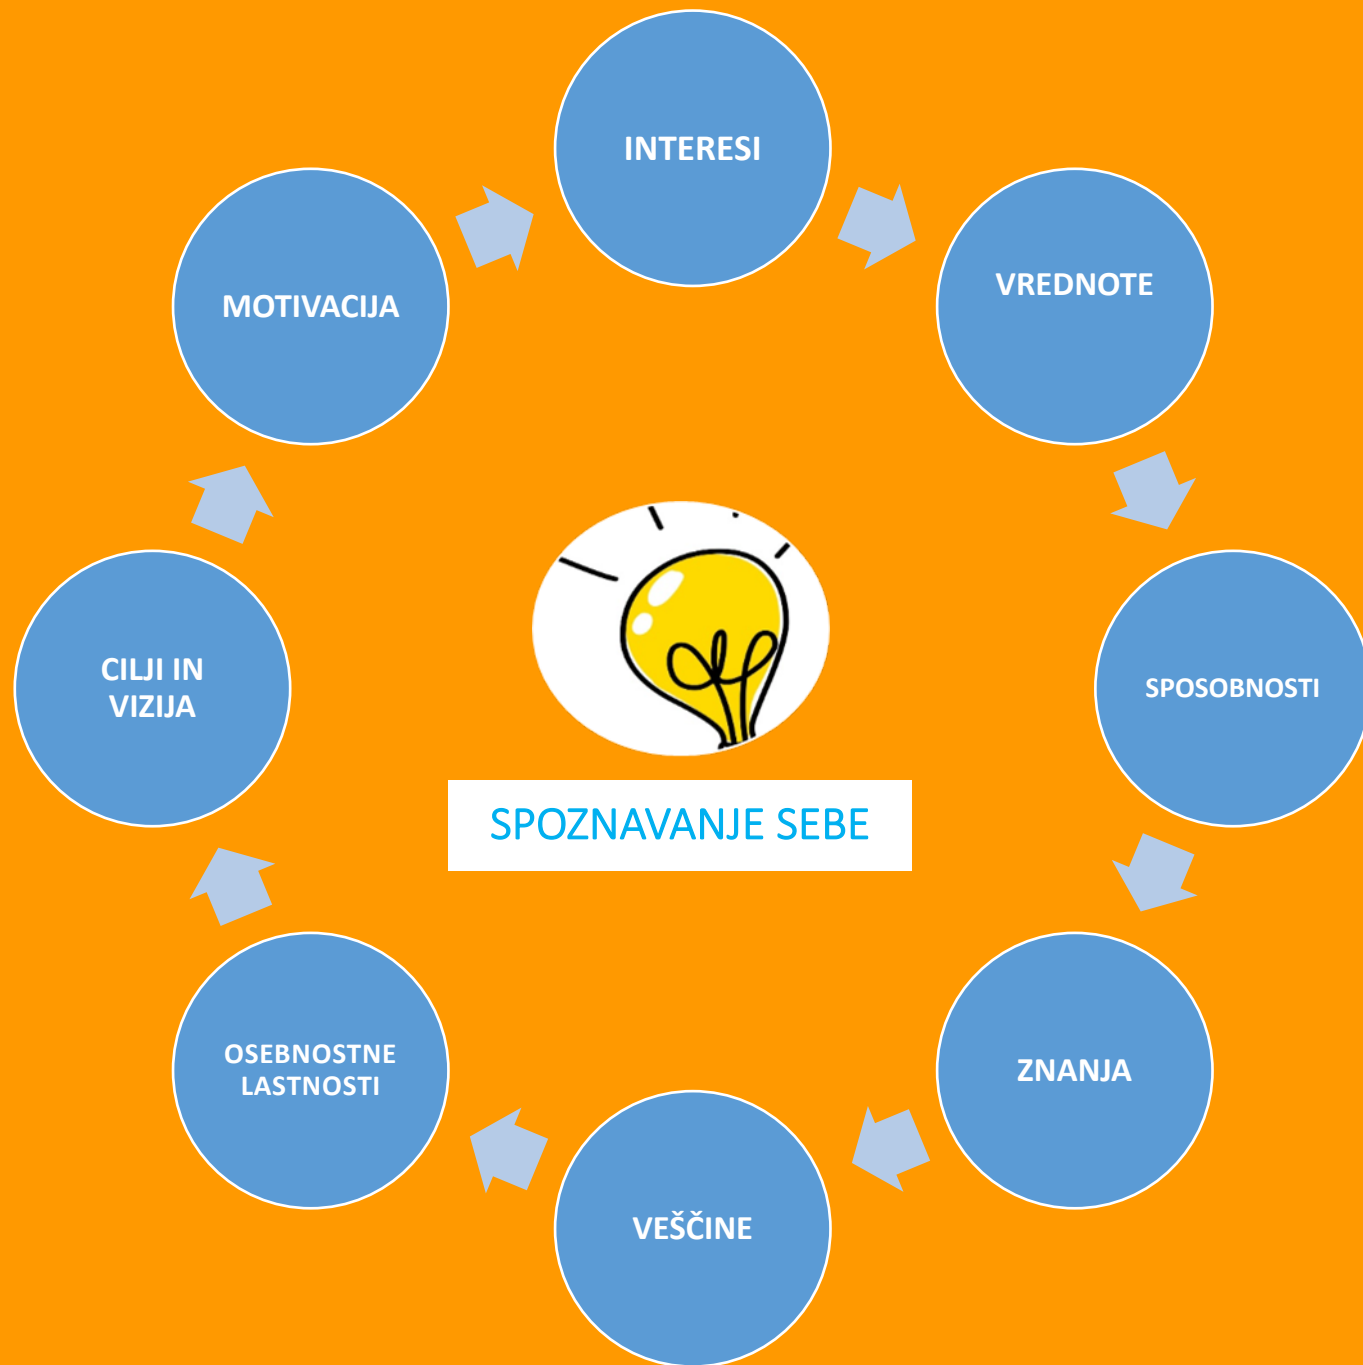 INTERESI
VREDNOTE
SPOSOBNOSTI
ZNANJA
VEŠČINE
OSEBNOSTNE
LASTNOSTI
CILJI IN
VIZIJA
MOTIVACIJA
SPOZNAVANJE SEBE